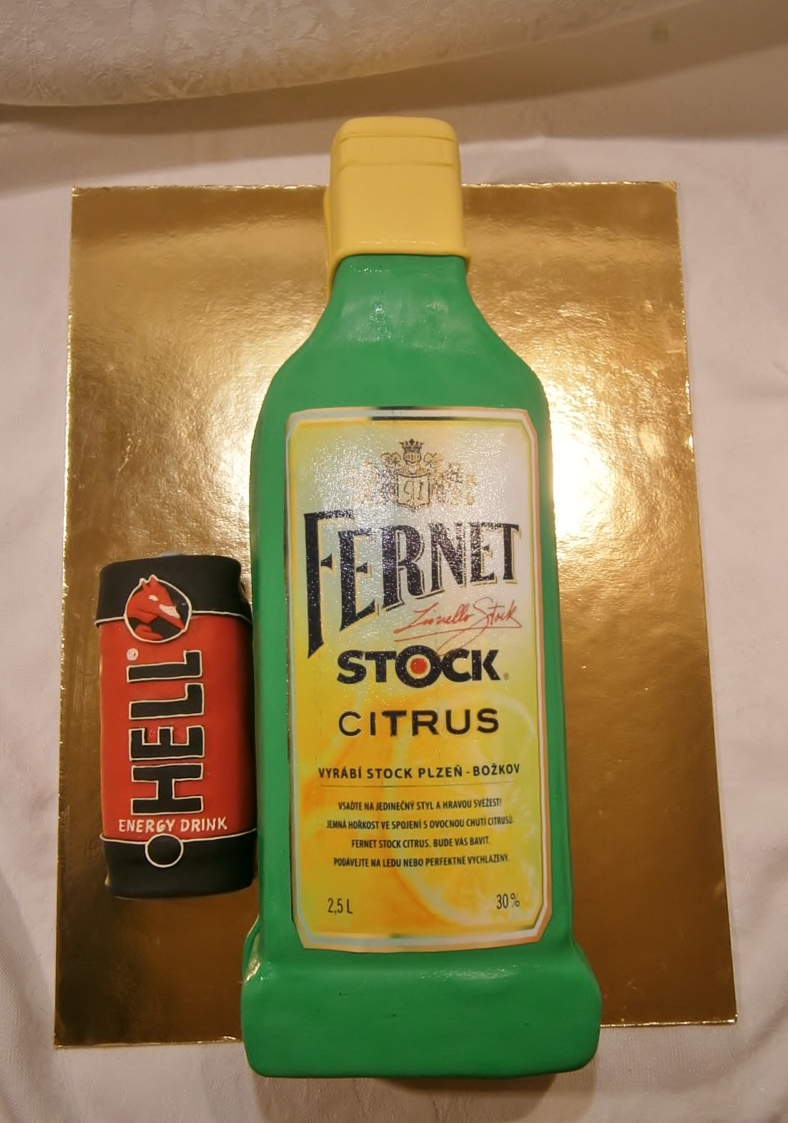 FERNET
Lionello Stock
STOCK®
CITRUS
VYRÁBÍ STOCK PLZEŇ - BOŽKOV
VSAĎTE NA JEDINEČNÝ STYL A HRAVOU SVĚŽEST!
JEMNÁ HOŘKOST VE SPOJENÍ S OVOCNOU CHUTÍ CITRUSŮ.
FERNET STOCK CITRUS. BUDE VÁS BAVIT.
PODÁVEJTE NA LEDU NEBO PERFEKTNĚ VYCHLAZENÝ.
2,5 L 30%
HELL®
ENERGY DRINK